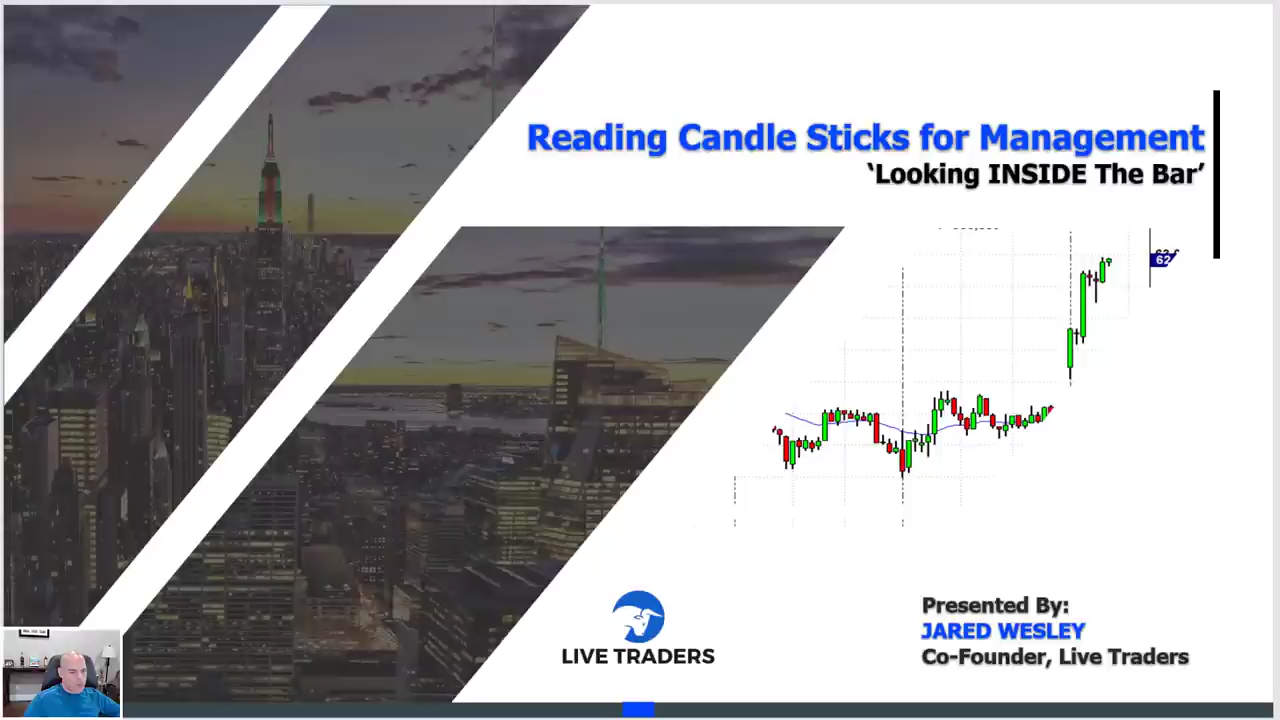 Reading Candle Sticks for Management
‘Looking INSIDE The Bar’
62
LIVE TRADERS
Presented By:
JARED WESLEY
Co-Founder, Live Traders